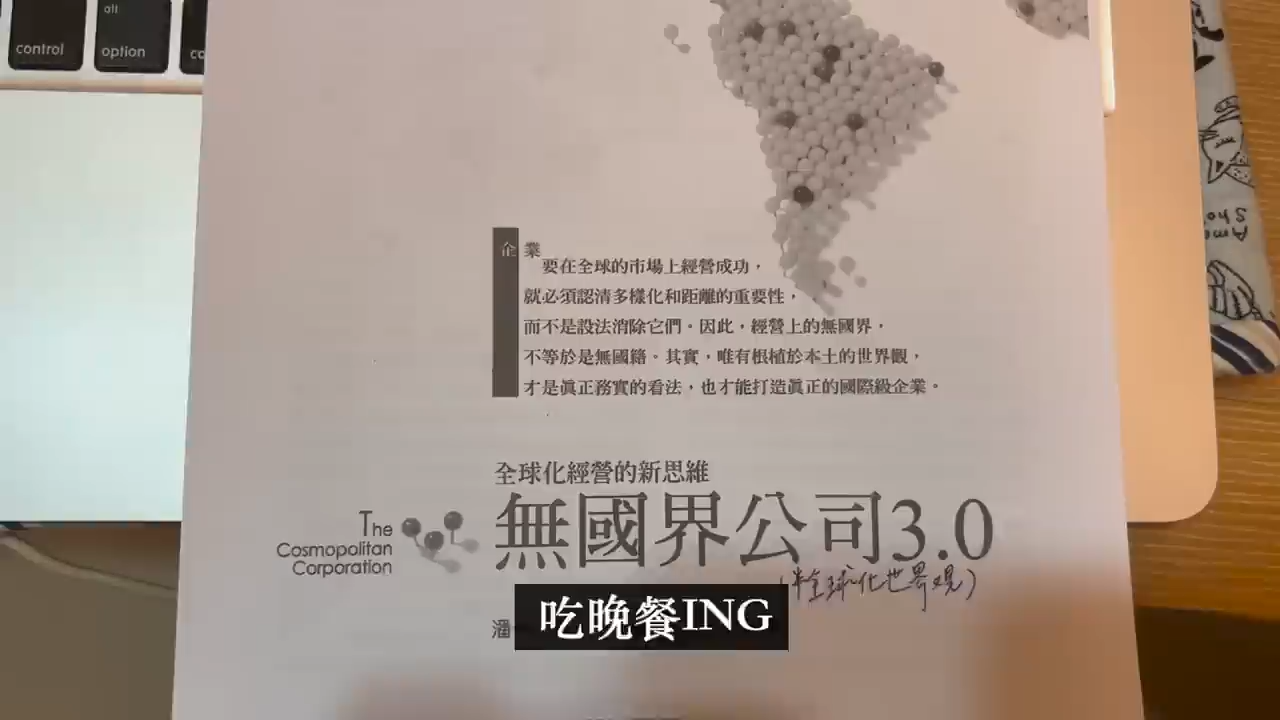 alt
control
option
企業
要在全球的市場上經營成功，
就必須認清多樣化和距離的重要性，
而不是設法消除它們。因此，經營上的無國界，
不等於是無國籍。其實，唯有根植於本土的世界觀，
才是眞正務實的看法，也才能打造眞正的國際級企業。
全球化經營的新思維
無國界公司3.0
The
Cosmopolitan
Corporation
(半全球化世界观)
吃晚餐ING